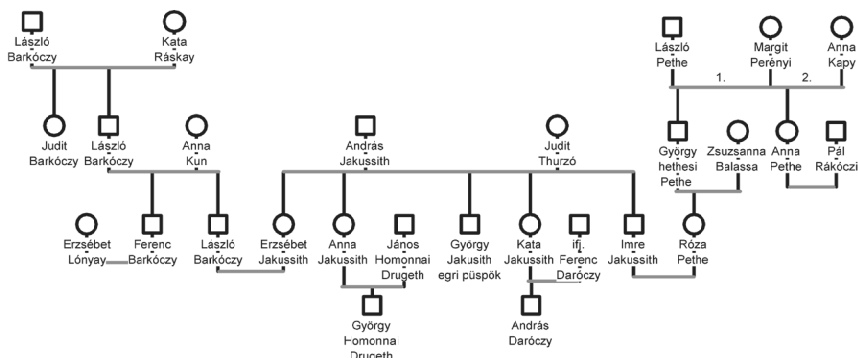 László
Barkóczy
Kata
Ráskay
László
Pethe
Margit
Perényi
Anna
Kapy
1.
2.
Judit
Barkóczy
László
Barkóczy
Anna
Kun
András
Jakussith
Judit
Thurzó
György
hethesi
Pethe
Zsuzsanna
Balassa
Anna
Pethe
Pál
Rákóczi
Erzsébet
Lónyay
Ferenc
Barkóczy
László
Barkóczy
Erzsébet
Jakussith
Anna
Jakussith
János
Homonnai
Drugeth
György
Jakusith
egri püspök
Kata
Jakussith
ifj.
Ferenc
Daróczy
Imre
Jakussith
Róza
Pethe
György
Homonna
Drugeth
András
Daróczy